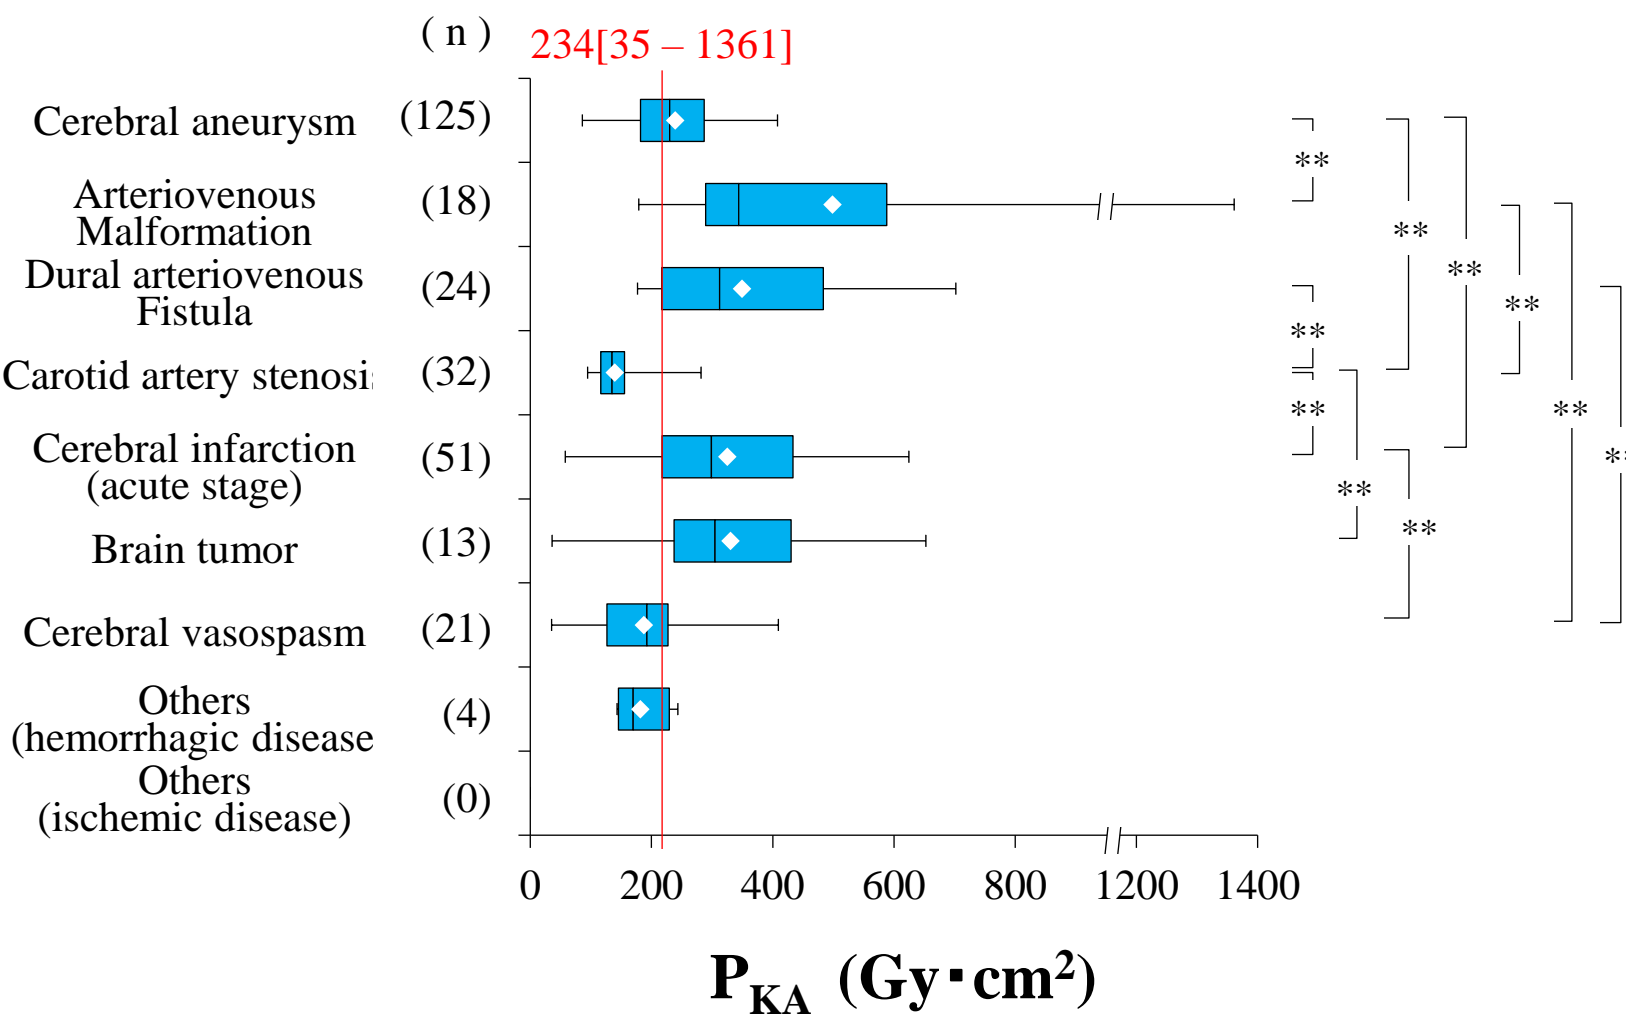 ( n )
234[35 – 1361]
Cerebral aneurysm (125)
Arteriovenous
Malformation
(18)
Dural arteriovenous
Fistula
(24)
Carotid artery stenosi (32)
Cerebral infarction
(acute stage)
(51)
Brain tumor (13)
Cerebral vasospasm (21)
Others
(hemorrhagic disease
(4)
Others
(ischemic disease)
(0)
**
**
**
**
**
**
**
**
**
**
**
0 200 400 600 800 1200 1400
PKA (Gy・cm²)